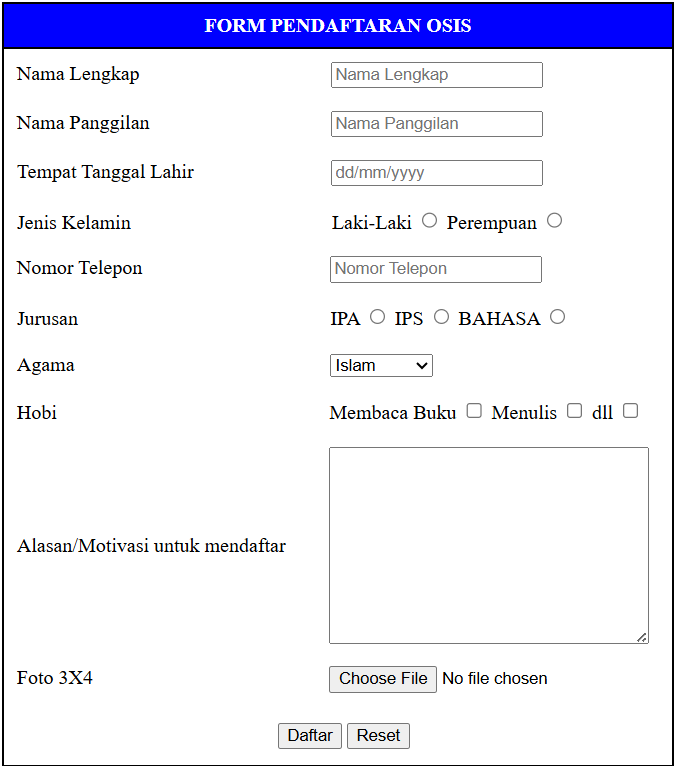 FORM PENDAFTARAN OSIS
Nama Lengkap Nama Lengkap
Nama Panggilan Nama Panggilan
Tempat Tanggal Lahir dd/mm/yyyy
Jenis Kelamin Laki-Laki Perempuan
Nomor Telepon Nomor Telepon
Jurusan IPA IPS BAHASA
Agama Islam
Hobi Membaca Buku Menulis dll
Alasan/Motivasi untuk mendaftar
Foto 3X4 Choose File No file chosen
Daftar Reset